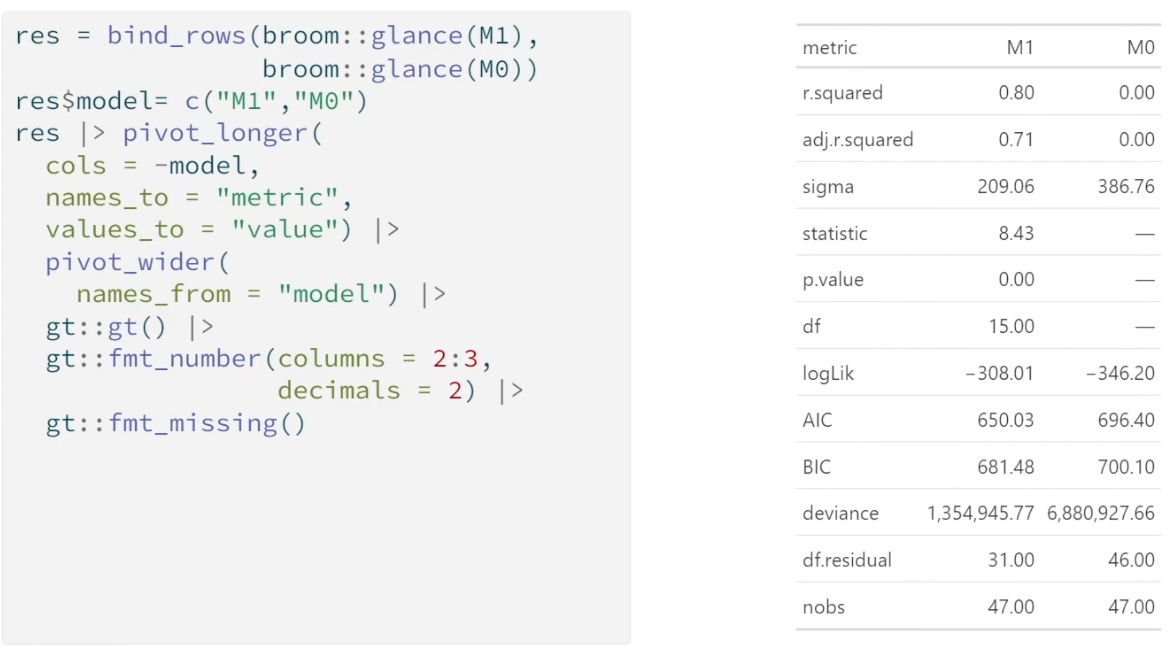 res = bind_rows(broom::glance(M1),
                broom::glance(M0))
res$model= c("M1","M0")
res |> pivot_longer(
  cols = -model,
  names_to = "metric",
  values_to = "value") |>
  pivot_wider(
    names_from = "model") |>
  gt::gt() |>
  gt::fmt_number(columns = 2:3,
                 decimals = 2) |>
  gt::fmt_missing()
metric M1 M0
r.squared 0.80 0.00
adj.r.squared 0.71 0.00
sigma 209.06 386.76
statistic 8.43 —
p.value 0.00 —
df 15.00 —
logLik −308.01 −346.20
AIC 650.03 696.40
BIC 681.48 700.10
deviance 1,354,945.77 6,880,927.66
df.residual 31.00 46.00
nobs 47.00 47.00